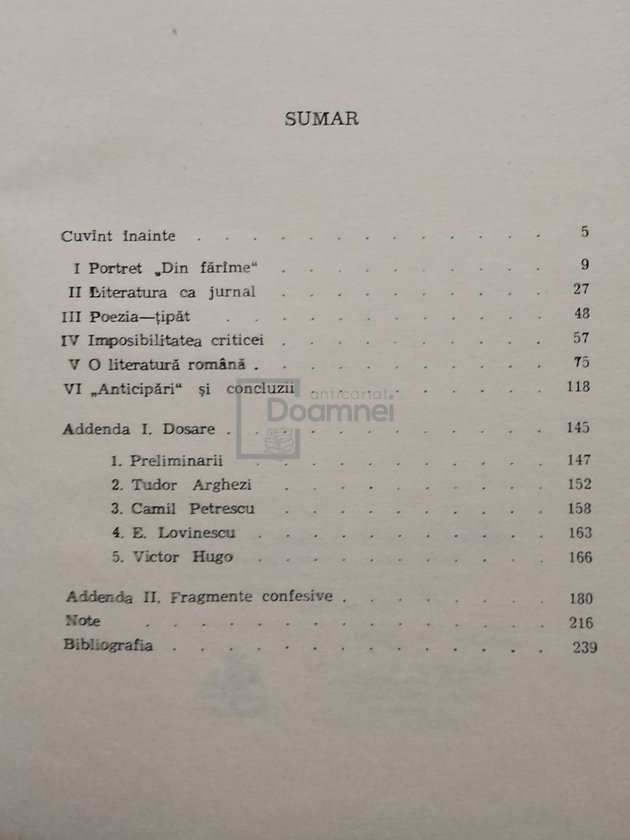 SUMAR
Cuvînt înainte . . . . . . . . . . . . . 5
I Portret „Din fărîme“ . . . . . . . . . . 9
II Literatura ca jurnal . . . . . . . . . . 27
III Poezia—țipăt . . . . . . . . . . . . 48
IV Imposibilitatea criticei . . . . . . . . . . 57
V O literatură română . . . . . . . . . . . 75
VI „Anticipări“ și concluzii . . . . . . . . . 118
anticariat
Doamnei
Addenda I. Dosare . . . . . . . . . . . . 145
1. Preliminarii . . . . . . . . . . . 147
2. Tudor Arghezi . . . . . . . . . . 152
3. Camil Petrescu . . . . . . . . . . 158
4. E. Lovinescu . . . . . . . . . . . 163
5. Victor Hugo . . . . . . . . . . . 166
Addenda II. Fragmente confesive . . . . . . . . 180
Note . . . . . . . . . . . . . . . 216
Bibliografia . . . . . . . . . . . . . . 239